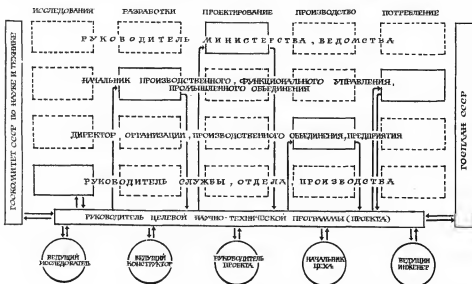 ИССЛЕДОВАНИЯ РАЗРАБОТКИ ПРОЕКТИРОВАНИЕ ПРОИЗВОДСТВО ПОТРЕБЛЕНИЕ
РУКОВОДИТЕЛЬ МИНИСТЕРСТВА, ВЕДОМСТВА
НАЧАЛЬНИК ПРОИЗВОДСТВЕННОГО, ФУНКЦИОНАЛЬНОГО УПРАВЛЕНИЯ,
ПРОМЫШЛЕННОГО ОБЪЕДИНЕНИЯ
ДИРЕКТОР ОРГАНИЗАЦИИ, ПРОИЗВОДСТВЕННОГО ОБЪЕДИНЕНИЯ, ПРЕДПРИЯТИЯ
РУКОВОДИТЕЛЬ СЛУЖБЫ, ОТДЕЛА, ПРОИЗВОДСТВА
РУКОВОДИТЕЛЬ ЦЕЛЕВОЙ НАУЧНО-ТЕХНИЧЕСКОЙ ПРОГРАММЫ (ПРОЕКТА)
ГОСКОМИТЕТ СССР ПО НАУКЕ И ТЕХНИКЕ
ГОСПЛАН СССР
ВЕДУЩИЙ
ИССЛЕДОВАТЕЛЬ
ВЕДУЩИЙ
КОНСТРУКТОР
РУКОВОДИТЕЛЬ
ПРОЕКТА
НАЧАЛЬНИК
ЦЕХА
ВЕДУЩИЙ
ИНЖЕНЕР